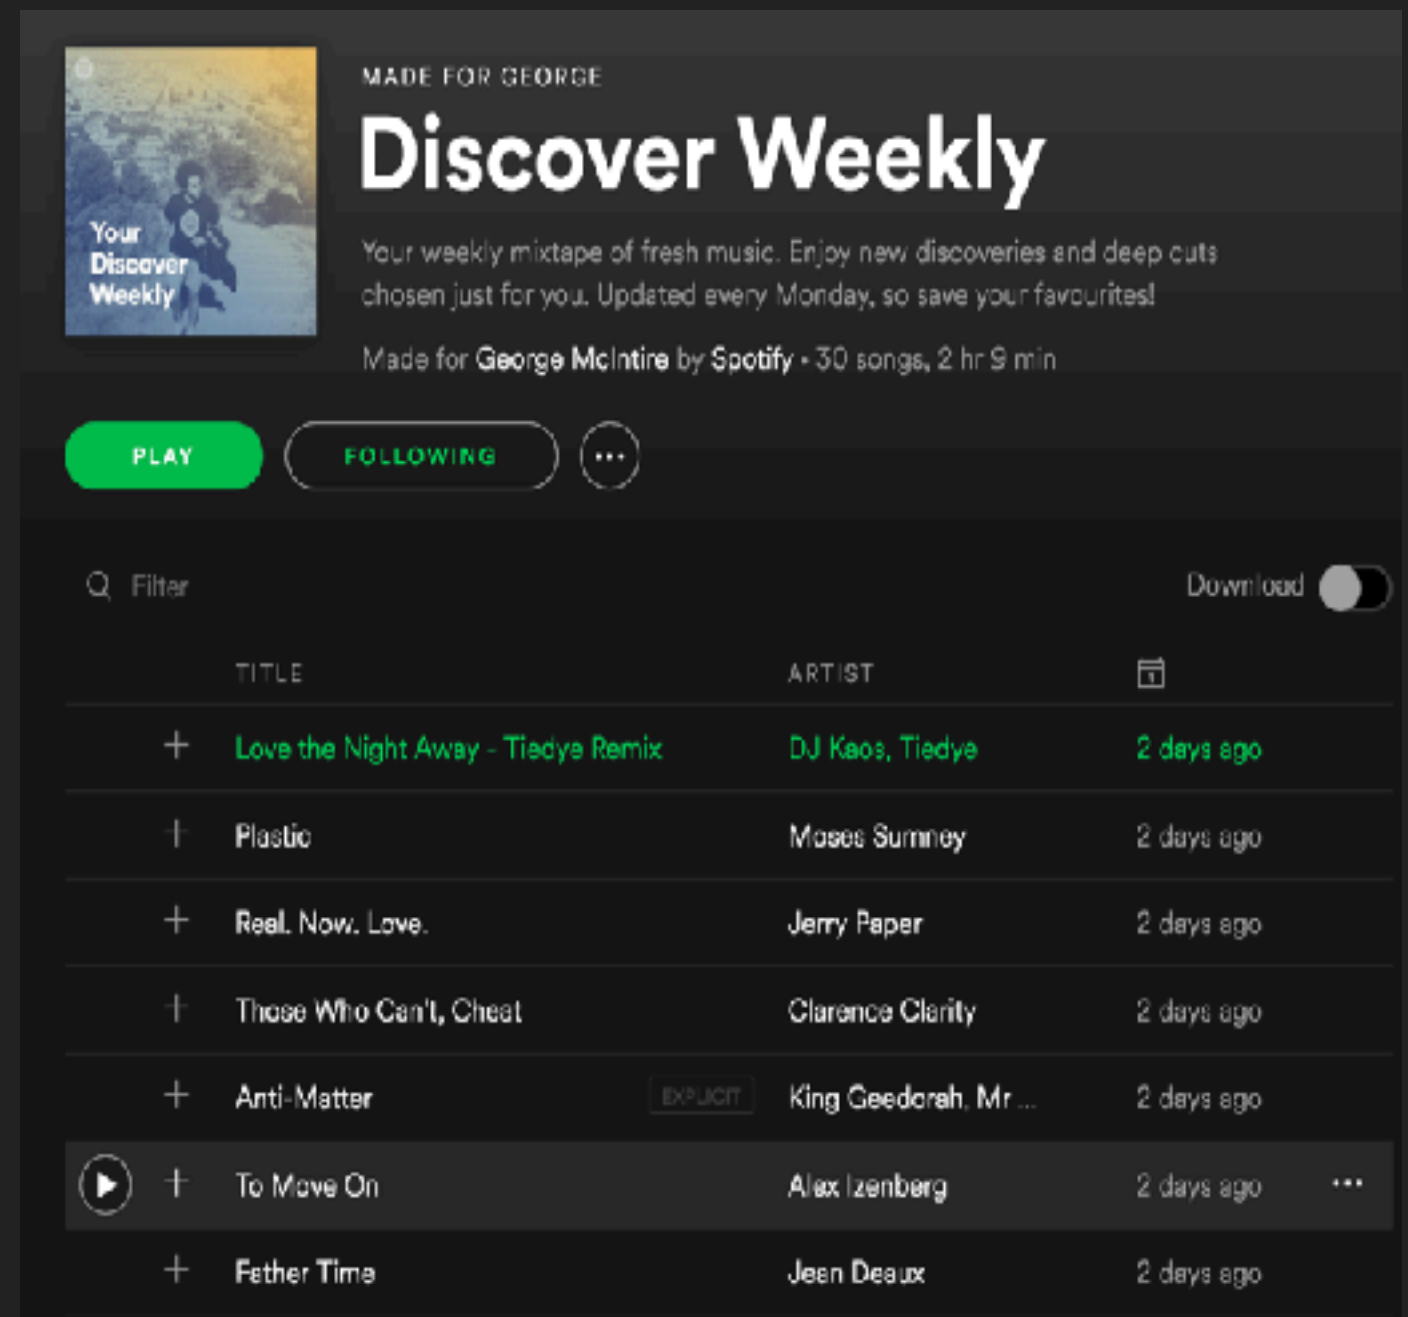 MADE FOR GEORGE
Discover Weekly
Your
Discover
Weekly
Your weekly mixtape of fresh music. Enjoy new discoveries and deep cuts
chosen just for you. Updated every Monday, so save your favourites!
Made for George McIntire by Spotify • 30 songs, 2 hr 9 min
PLAY FOLLOWING
Filter Download
TITLE ARTIST
Love the Night Away - Tiedye Remix DJ Kaos, Tiedye 2 days ago
Plastic Moses Sumney 2 days ago
Real. Now. Love. Jerry Paper 2 days ago
Those Who Can't, Cheat Clarence Clarity 2 days ago
Anti-Matter EXPLICIT King Geedorah, Mr ... 2 days ago
To Move On Alex Izenberg 2 days ago
Father Time Jean Deaux 2 days ago